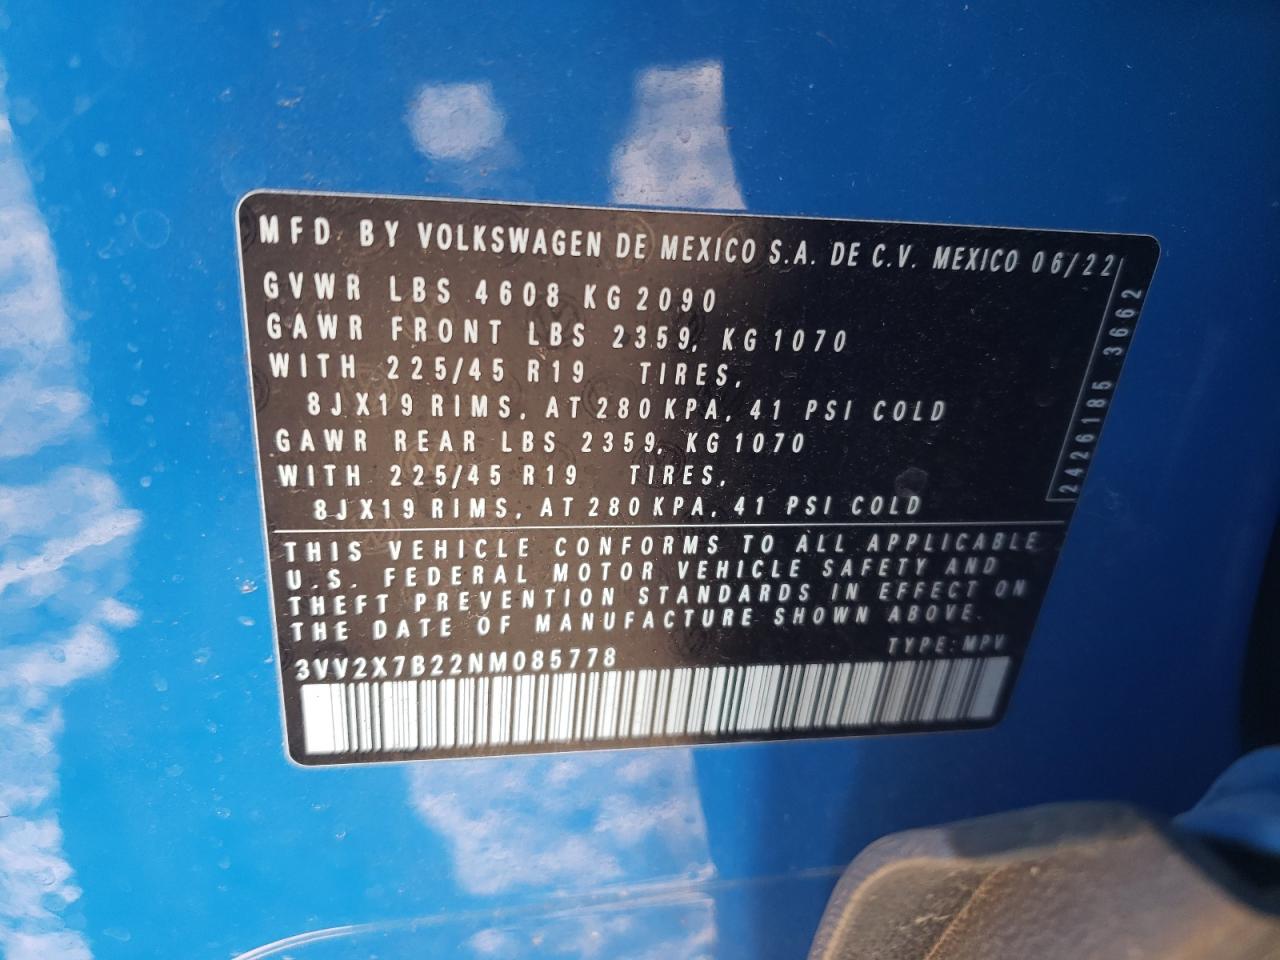 MFD. BY VOLKSWAGEN DE MEXICO S.A. DE C.V. MEXICO 06/22
GVWR LBS 4608 KG 2090
GAWR FRONT LBS 2359, KG 1070
WITH 225/45 R19 TIRES,
8JX19 RIMS, AT 280 KPA, 41 PSI COLD
GAWR REAR LBS 2359, KG 1070
WITH 225/45 R19 TIRES,
8JX19 RIMS, AT 280 KPA, 41 PSI COLD
2426185 3662
THIS VEHICLE CONFORMS TO ALL APPLICABLE
U.S. FEDERAL MOTOR VEHICLE SAFETY AND
THEFT PREVENTION STANDARDS IN EFFECT ON
THE DATE OF MANUFACTURE SHOWN ABOVE.
TYPE: MPV
3VV2X7B22NM085778